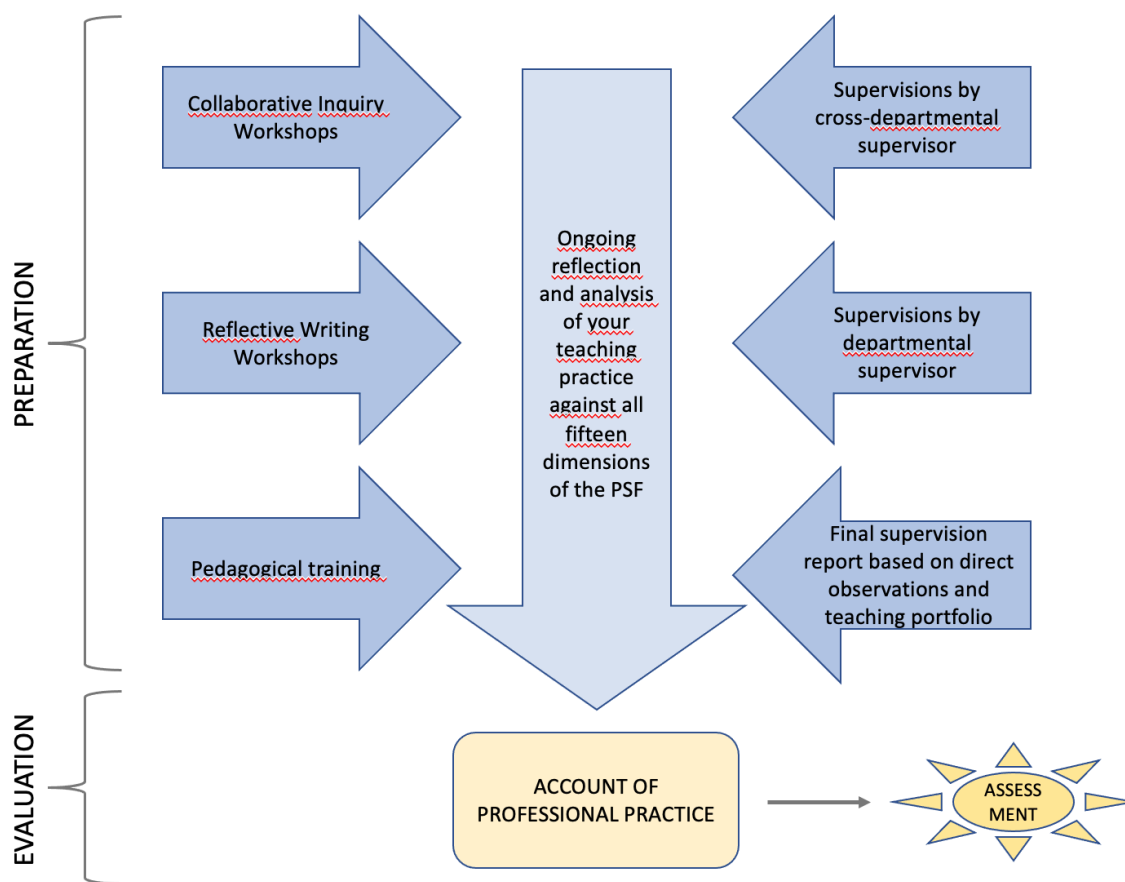 PREPARATION
Collaborative Inquiry
Workshops
Reflective Writing
Workshops
Pedagogical training
Ongoing
reflection
and analysis
of your
teaching
practice
against all
fifteen
dimensions
of the PSF
Supervisions by
cross-departmental
supervisor
Supervisions by
departmental
supervisor
Final supervision
report based on direct
observations and
teaching portfolio
EVALUATION
ACCOUNT OF
PROFESSIONAL PRACTICE
ASSESS
MENT